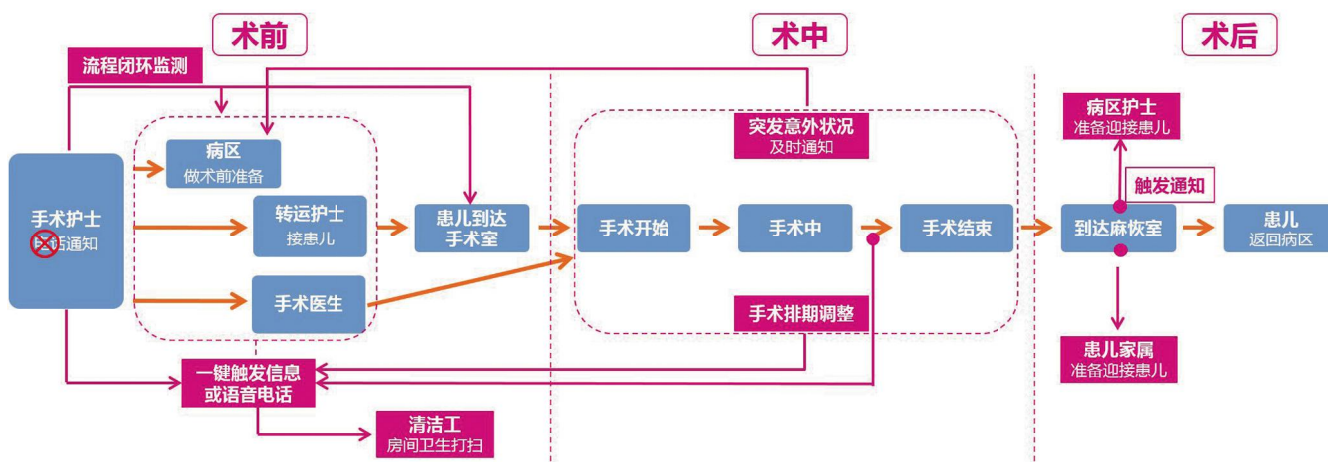 术前
术中
术后
流程闭环监测
病区
做术前准备
手术护士
电话通知
转运护士
接患儿
手术医生
患儿到达
手术室
一键触发信息
或语音电话
清洁工
房间卫生打扫
突发意外状况
及时通知
手术开始
手术中
手术结束
手术排期调整
病区护士
准备迎接患儿
触发通知
到达麻恢室
患儿
返回病区
患儿家属
准备迎接患儿